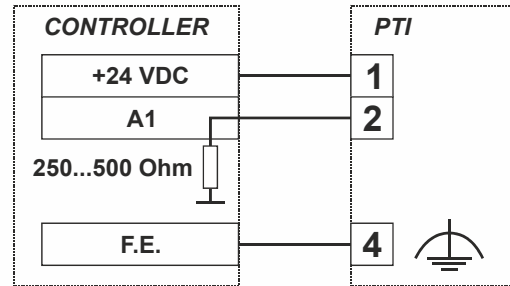 CONTROLLER PTI
+24 VDC 1
A1 2
250...500 Ohm
F.E. 4